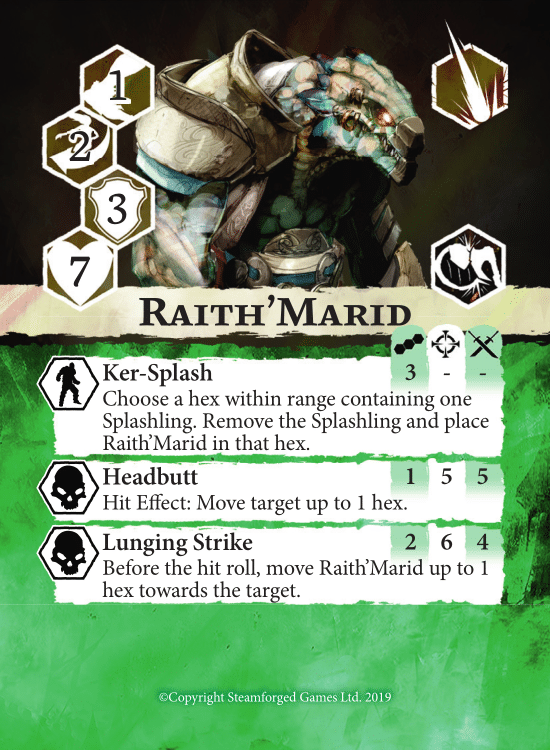 1
2
3
7
Raith’Marid
Ker-Splash 3 - -
Choose a hex within range containing one
Splashling. Remove the Splashling and place
Raith’Marid in that hex.
Headbutt 1 5 5
Hit Effect: Move target up to 1 hex.
Lunging Strike 2 6 4
Before the hit roll, move Raith’Marid up to 1
hex towards the target.
©Copyright Steamforged Games Ltd. 2019